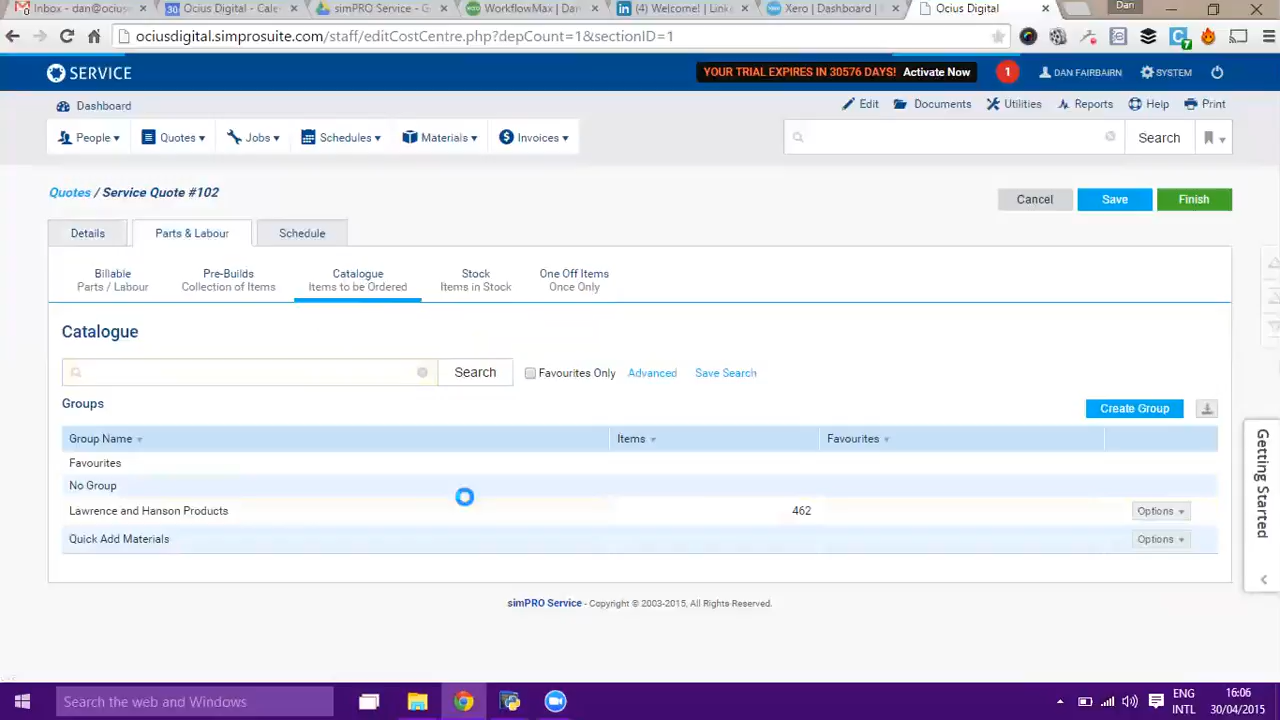 Inbox - dan@ocius
Ocius Digital - Cale
simPRO Service - G
WorkflowMax | Da
(4) Welcome! | Link
Xero | Dashboard |
Ocius Digital
Dan
ociusdigital.simprosuite.com/staff/editCostCentre.php?depCount=1&sectionID=1
7
SERVICE
YOUR TRIAL EXPIRES IN 30576 DAYS! Activate Now
1
DAN FAIRBAIRN
SYSTEM
Dashboard
Edit
Documents
Utilities
Reports
Help
Print
People
Quotes
Jobs
Schedules
Materials
Invoices
Search
Quotes / Service Quote #102
Cancel
Save
Finish
Details
Parts & Labour
Schedule
Billable
Parts / Labour
Pre-Builds
Collection of Items
Catalogue
Items to be Ordered
Stock
Items in Stock
One Off Items
Once Only
Catalogue
Search
Favourites Only
Advanced
Save Search
Groups
Create Group
Group Name
Items
Favourites
Favourites
No Group
Lawrence and Hanson Products
462
Options
Quick Add Materials
Options
Getting Started
simPRO Service - Copyright © 2003-2015, All Rights Reserved.
Search the web and Windows
ENG
INTL
16:06
30/04/2015